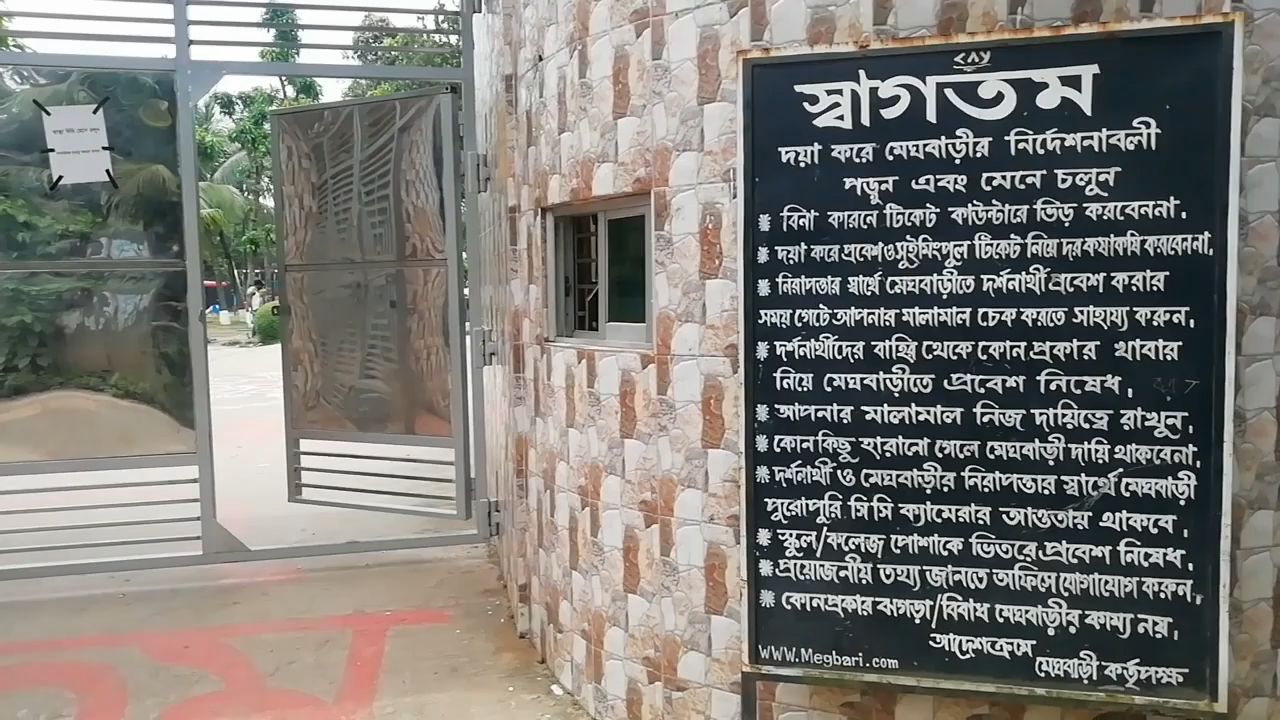 স্বাগতম
দয়া করে মেঘবাড়ীর নির্দেশনাবলী
পড়ুন এবং মেনে চলুন
⁕ বিনা কারনে টিকেট কাউন্টারে ভিড় করবেননা.
⁕ দয়া করে প্রবেশ ও সুইমিংপুল টিকেট নিয়ে দর কষাকষি করবেন না.
⁕ নিরাপত্তার স্বার্থে মেঘবাড়ীতে দর্শনার্থী প্রবেশ করার
সময় গেটে আপনার মালামাল চেক করতে সাহায্য করুন.
⁕ দর্শনার্থীদের বাহির থেকে কোন প্রকার খাবার
নিয়ে মেঘবাড়ীতে প্রবেশ নিষেধ.
⁕ আপনার মালামাল নিজ দায়িত্বে রাখুন.
⁕ কোন কিছু হারানো গেলে মেঘবাড়ী দায়ি থাকবেনা.
⁕ দর্শনার্থী ও মেঘবাড়ীর নিরাপত্তার স্বার্থে মেঘবাড়ী
পুরোপুরি সি সি ক্যামেরার আওতায় থাকবে.
⁕ স্কুল/কলেজ পোশাকে ভিতরে প্রবেশ নিষেধ.
⁕ প্রয়োজনীয় তথ্য জানতে অফিসে যোগাযোগ করুন.
⁕ কোনপ্রকার ঝগড়া/বিবাধ মেঘবাড়ীর কাম্য নয়.
আদেশক্রমে
মেঘবাড়ী কর্তৃপক্ষ
www.Megbari.com